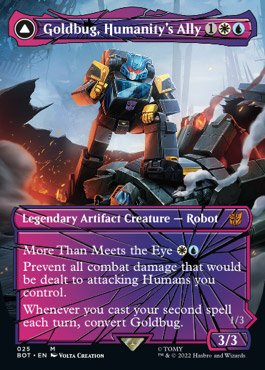 Goldbug, Humanity's Ally 1
Legendary Artifact Creature — Robot
More Than Meets the Eye
Prevent all combat damage that
would be dealt to attacking Humans you
control.
Whenever you cast your second spell
each turn, convert Goldbug.
1/3
3/3
025 M
BOT • EN Volta Creation
© TOMY
™ & © 2022 Hasbro and Wizards